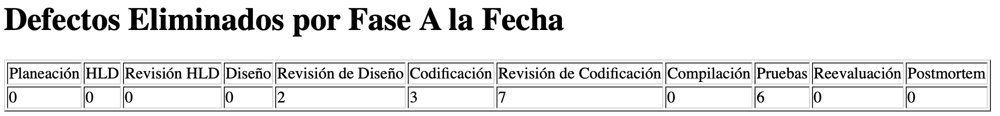 Defectos Eliminados por Fase A la Fecha
Planeación HLD Revisión HLD Diseño Revisión de Diseño Codificación Revisión de Codificación Compilación Pruebas Reevaluación Postmortem
0 0 0 0 2 3 7 0 6 0 0